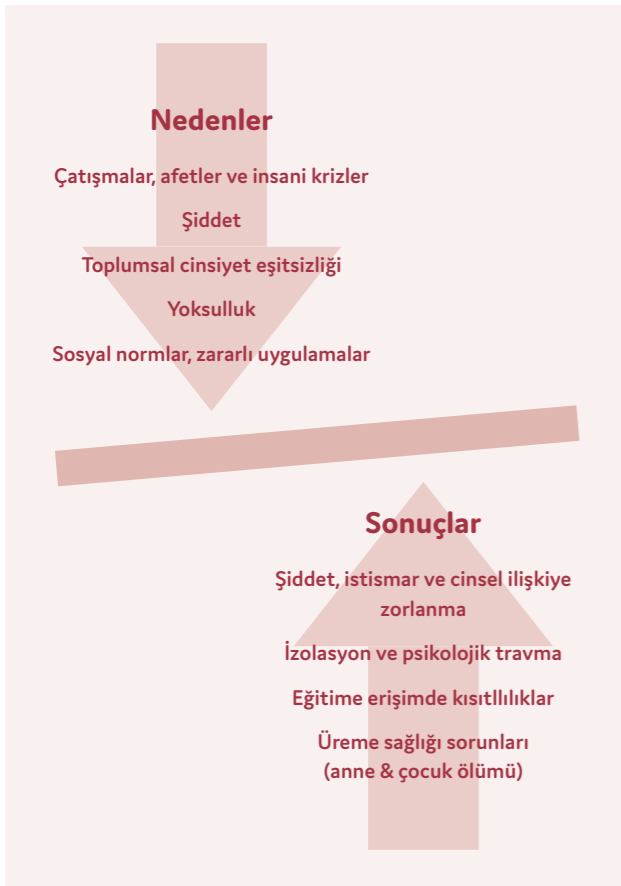 Nedenler
Çatışmalar, afetler ve insani krizler
Şiddet
Toplumsal cinsiyet eşitsizliği
Yoksulluk
Sosyal normlar, zararlı uygulamalar
Sonuçlar
Şiddet, istismar ve cinsel ilişkiye
zorlanma
İzolasyon ve psikolojik travma
Eğitime erişimde kısıtllılıklar
Üreme sağlığı sorunları
(anne & çocuk ölümü)